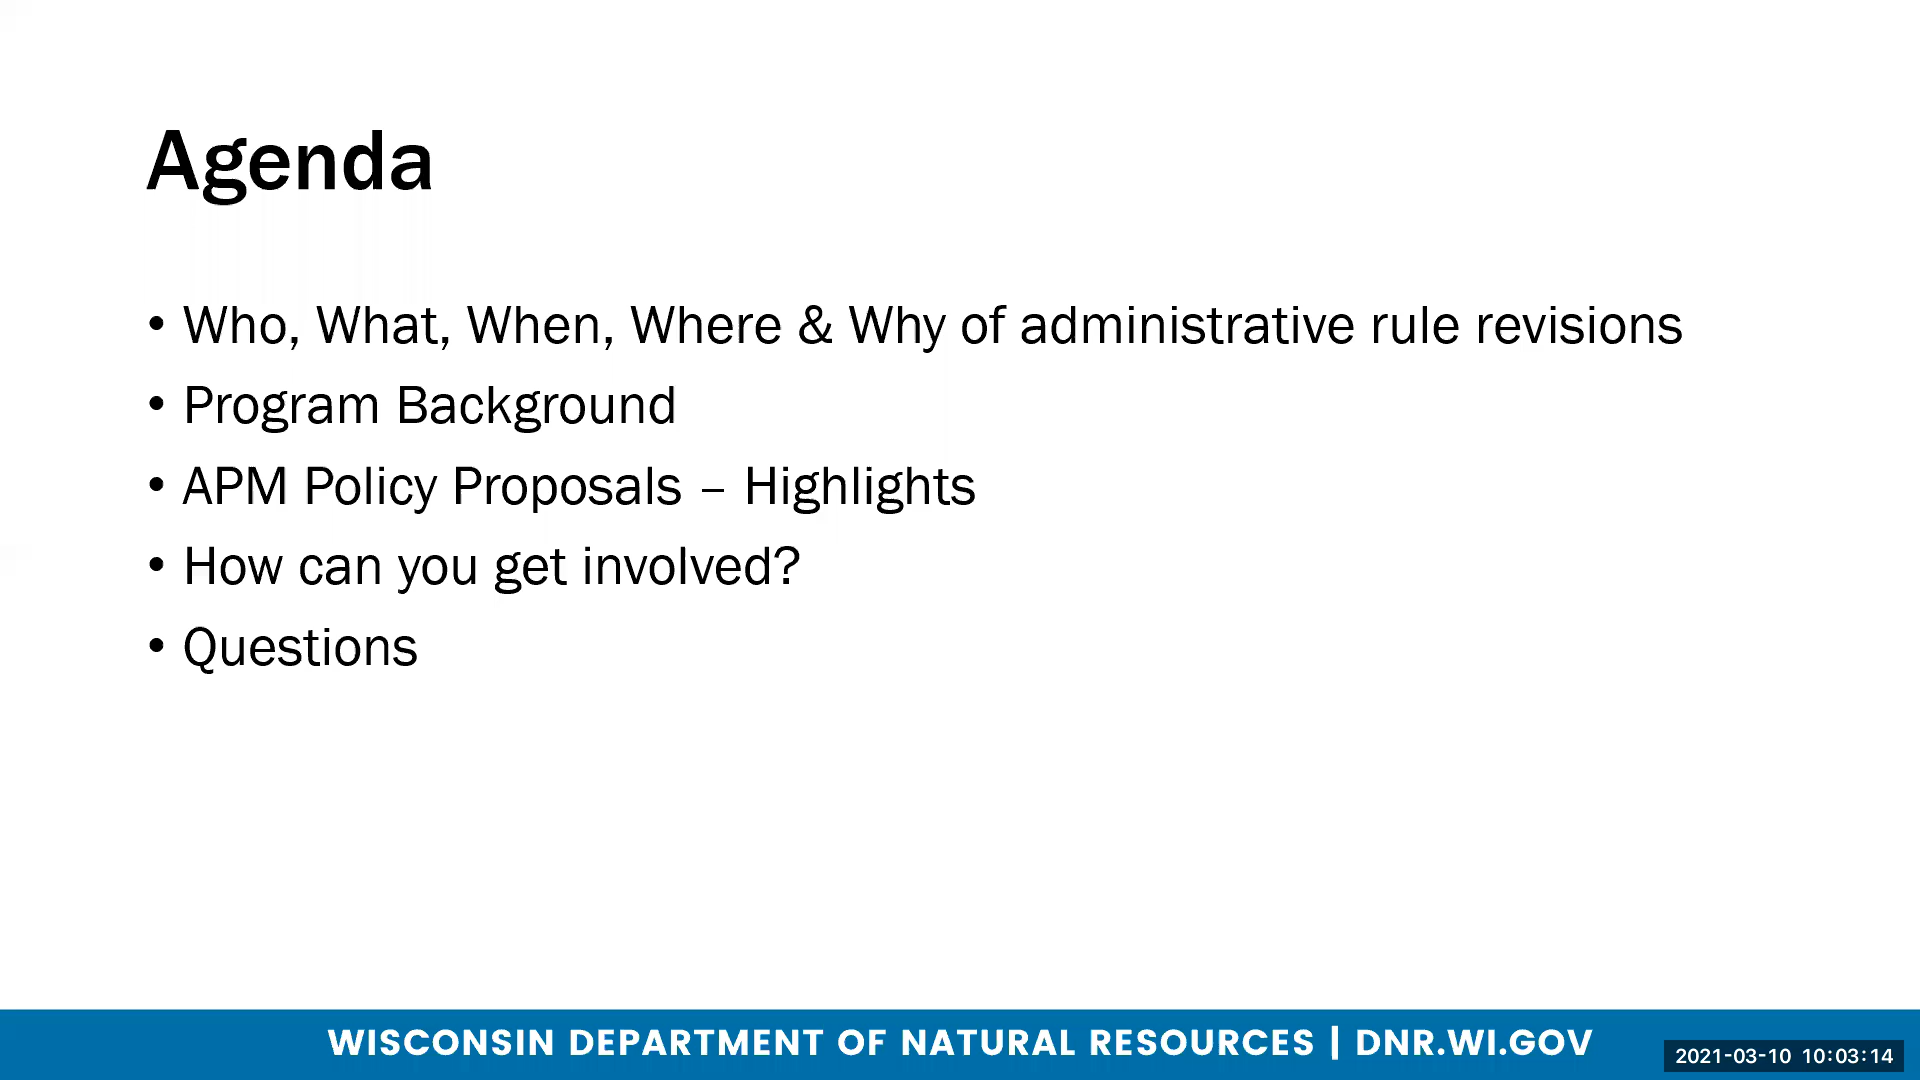 Agenda
• Who, What, When, Where & Why of administrative rule revisions
• Program Background
• APM Policy Proposals – Highlights
• How can you get involved?
• Questions
WISCONSIN DEPARTMENT OF NATURAL RESOURCES | DNR.WI.GOV
2021-03-10 10:03:14